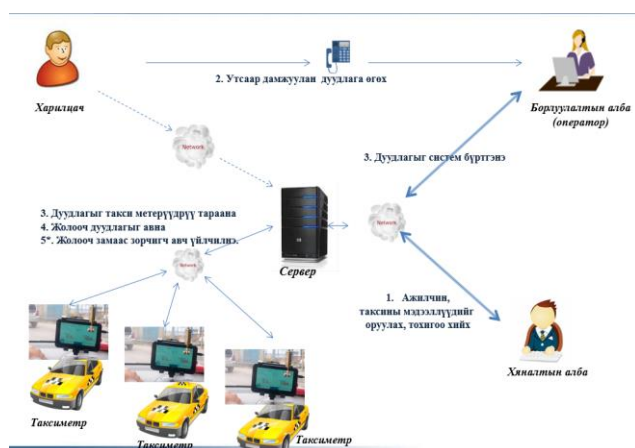 2. Утсаар дамжуулан дуудлага өгөх
Харилцач
Борлуулалтын алба
(оператор)
Network
3. Дуудлагыг систем бүртгэнэ
3. Дуудлагыг такси метерүүдрүү тараана
4. Жолооч дуудлагыг авна
5*. Жолооч замаас зорчигч авч үйлчилнэ.
Network
Network
Сервер
1. Ажилчин,
таксины мэдээллүүдийг
оруулах, тохигоо хийх
Хяналтын алба
Таксиметр
Таксиметр
Таксиметр